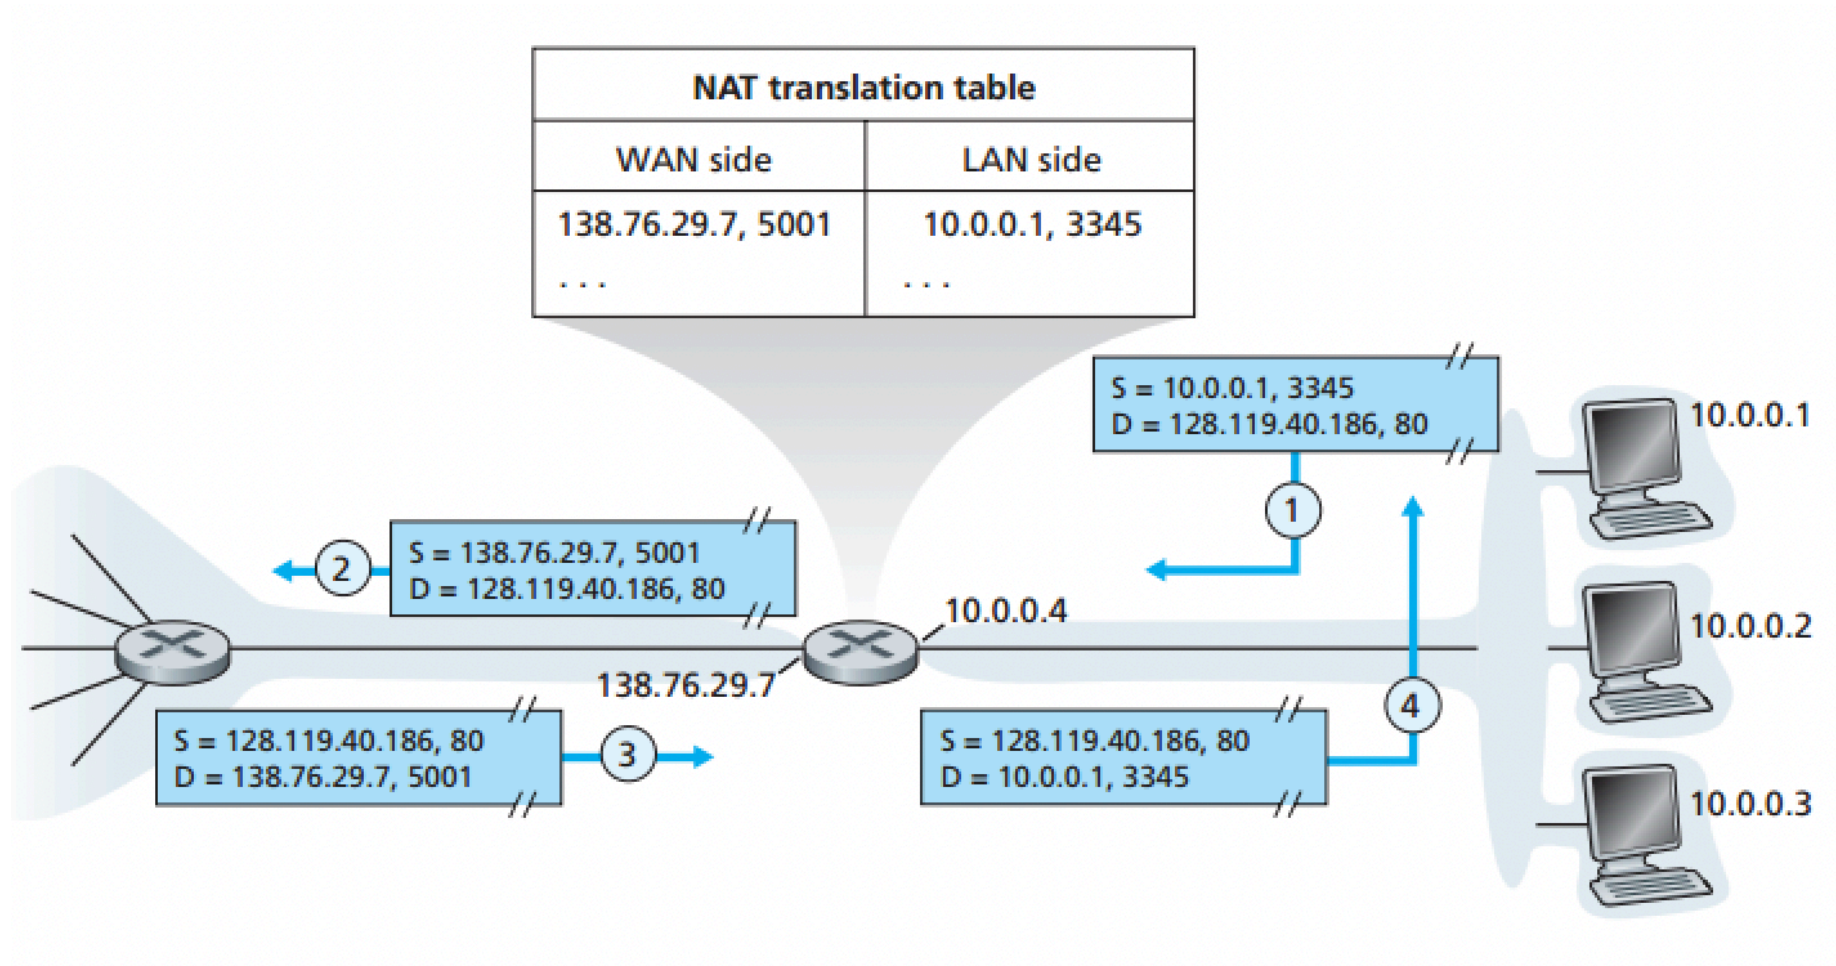 NAT translation table
WAN side LAN side
138.76.29.7, 5001 10.0.0.1, 3345
. . . . . .
S = 10.0.0.1, 3345
D = 128.119.40.186, 80
10.0.0.1
1
2
S = 138.76.29.7, 5001
D = 128.119.40.186, 80
10.0.0.4
10.0.0.2
138.76.29.7
4
S = 128.119.40.186, 80
D = 138.76.29.7, 5001
3
S = 128.119.40.186, 80
D = 10.0.0.1, 3345
10.0.0.3